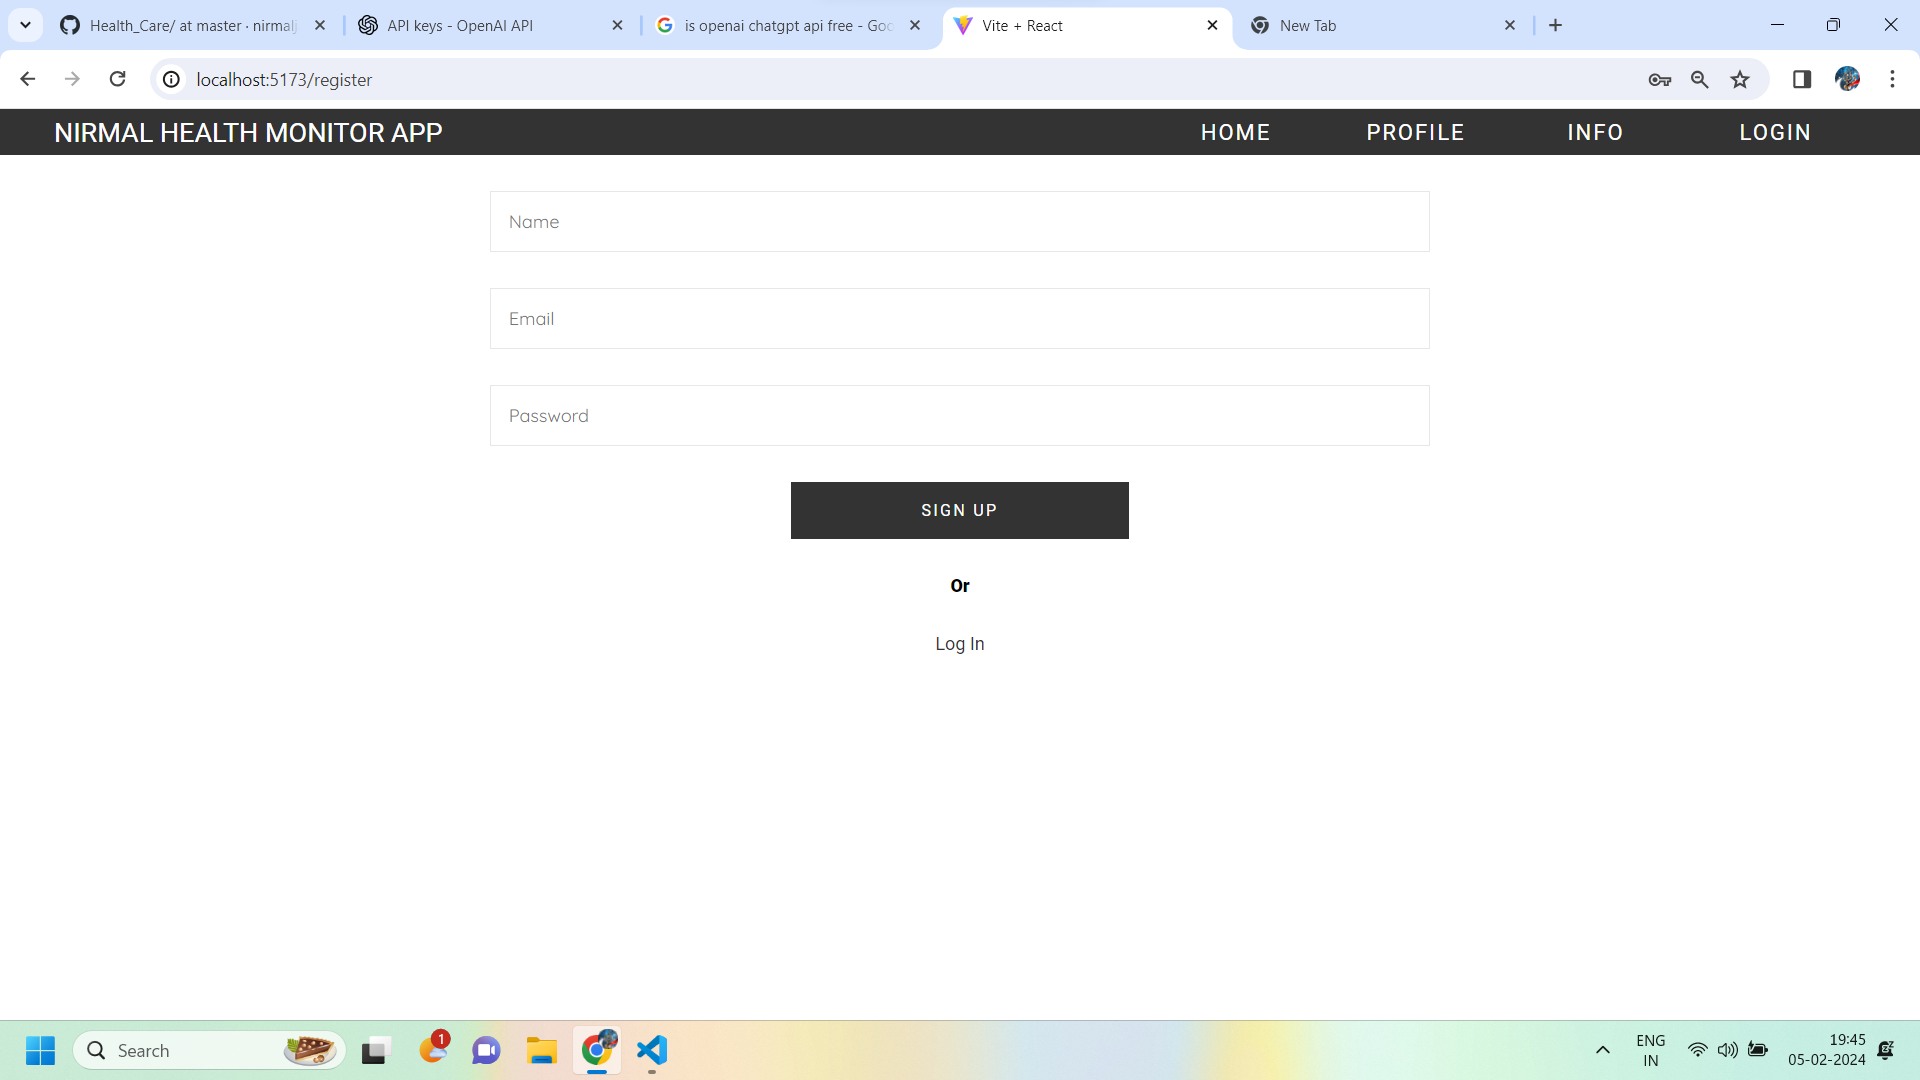 Health_Care/ at master · nirmalj
API keys - OpenAI API
is openai chatgpt api free - Goo
Vite + React
New Tab
localhost:5173/register
NIRMAL HEALTH MONITOR APP
HOME
PROFILE
INFO
LOGIN
Name
Email
Password
SIGN UP
Or
Log In
Search
1
ENG
IN
19:45
05-02-2024